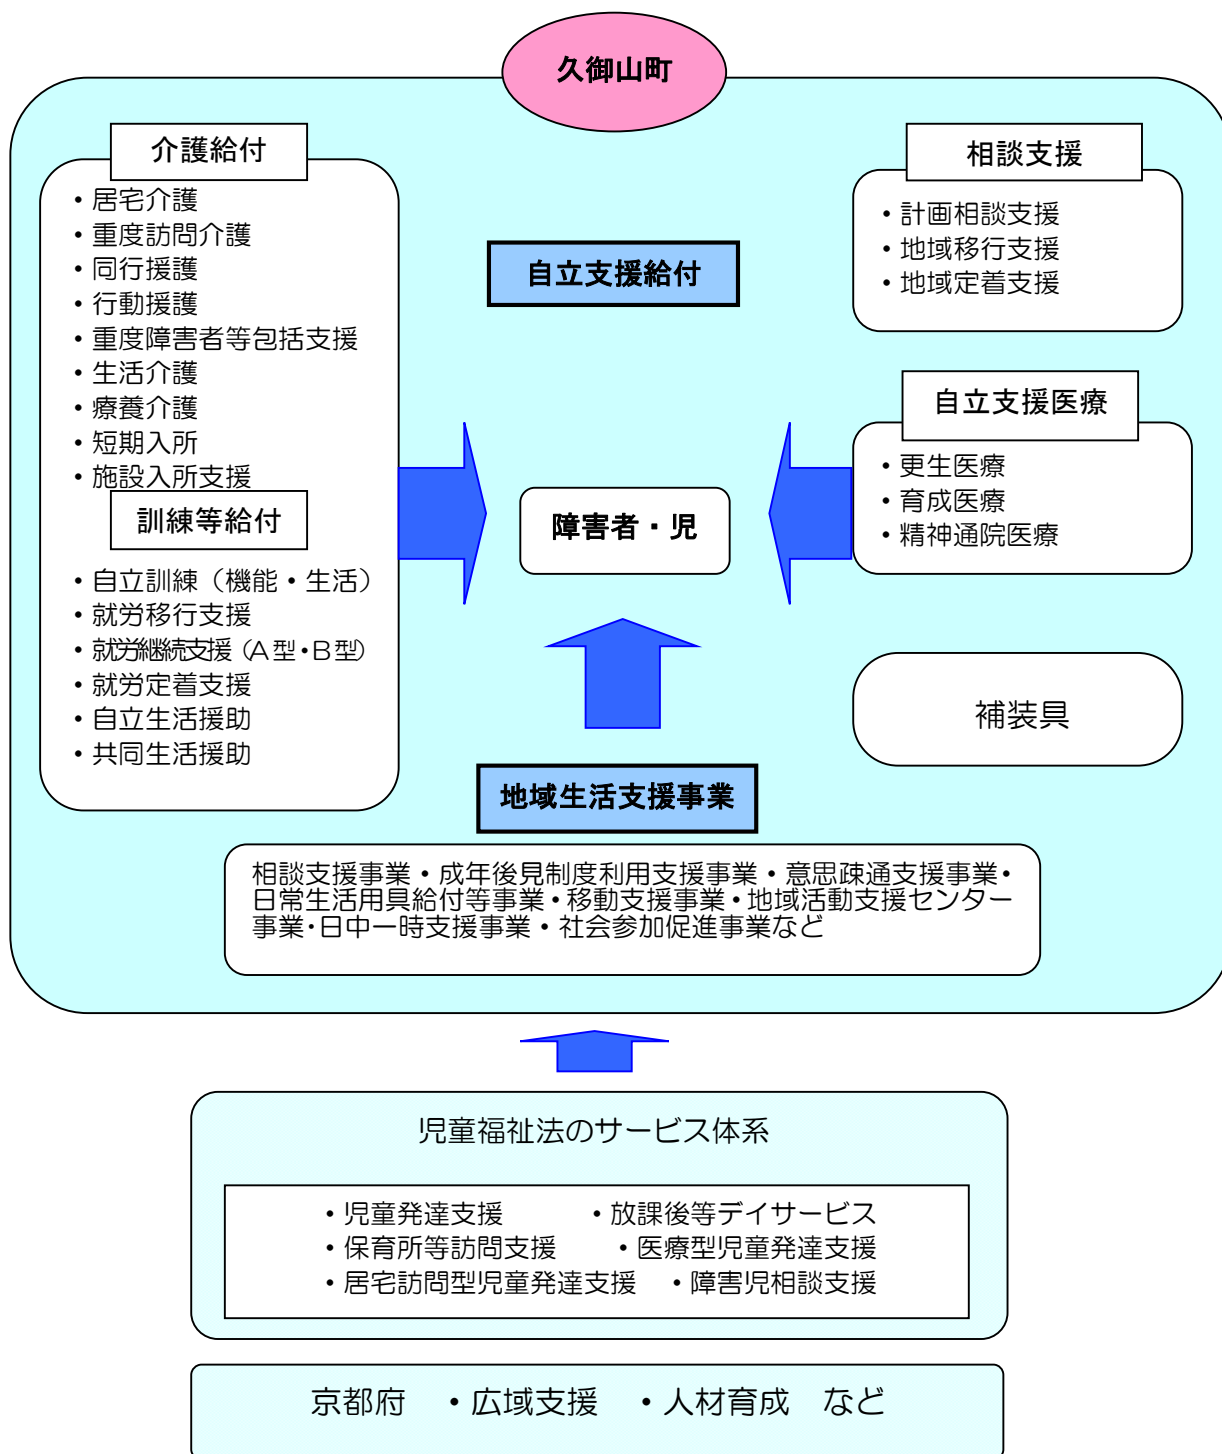 久御山町
介護給付
・居宅介護
・重度訪問介護
・同行援護
・行動援護
・重度障害者等包括支援
・生活介護
・療養介護
・短期入所
・施設入所支援
訓練等給付
・自立訓練（機能・生活）
・就労移行支援
・就労継続支援（A型・B型）
・就労定着支援
・自立生活援助
・共同生活援助
自立支援給付
障害者・児
相談支援
・計画相談支援
・地域移行支援
・地域定着支援
自立支援医療
・更生医療
・育成医療
・精神通院医療
補装具
地域生活支援事業
相談支援事業・成年後見制度利用支援事業・意思疎通支援事業・
日常生活用具給付等事業・移動支援事業・地域活動支援センター
事業・日中一時支援事業・社会参加促進事業など
児童福祉法のサービス体系
・児童発達支援　・放課後等デイサービス
・保育所等訪問支援　・医療型児童発達支援
・居宅訪問型児童発達支援　・障害児相談支援
京都府　・広域支援　・人材育成　など